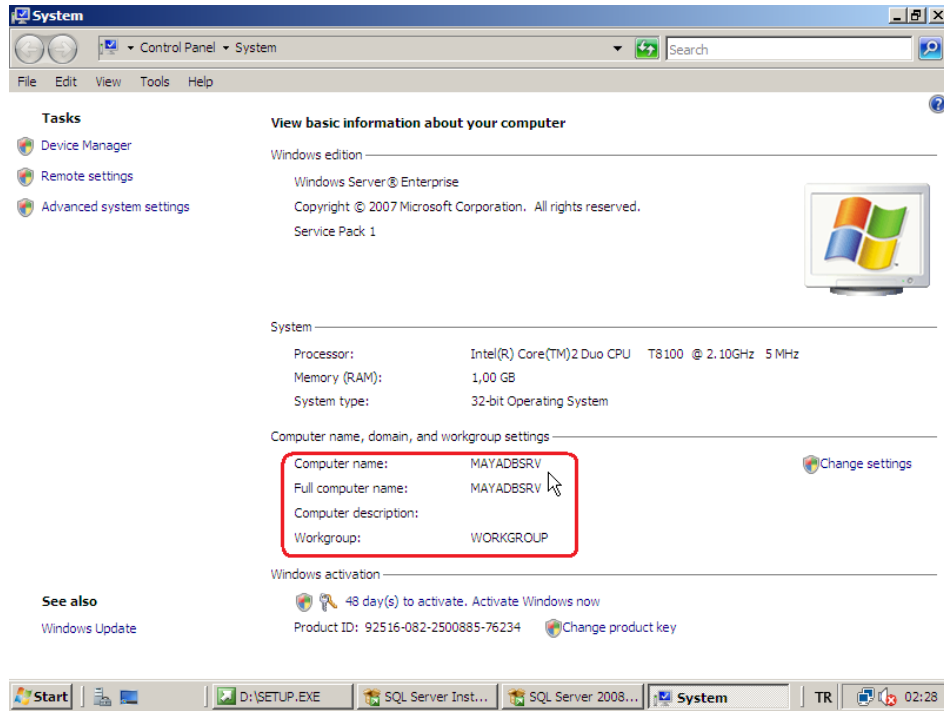 System
Control Panel
System
Search
File Edit View Tools Help
Tasks
Device Manager
Remote settings
Advanced system settings
View basic information about your computer
Windows edition
Windows Server® Enterprise
Copyright © 2007 Microsoft Corporation. All rights reserved.
Service Pack 1
System
Processor: Intel(R) Core(TM)2 Duo CPU T8100 @ 2.10GHz 5 MHz
Memory (RAM): 1,00 GB
System type: 32-bit Operating System
Computer name, domain, and workgroup settings
Computer name: MAYADBSRV
Change settings
Full computer name: MAYADBSRV
Computer description:
Workgroup: WORKGROUP
Windows activation
48 day(s) to activate. Activate Windows now
Product ID: 92516-082-2500885-76234 Change product key
See also
Windows Update
Start D:\SETUP.EXE SQL Server Inst... SQL Server 2008... System TR 02:28